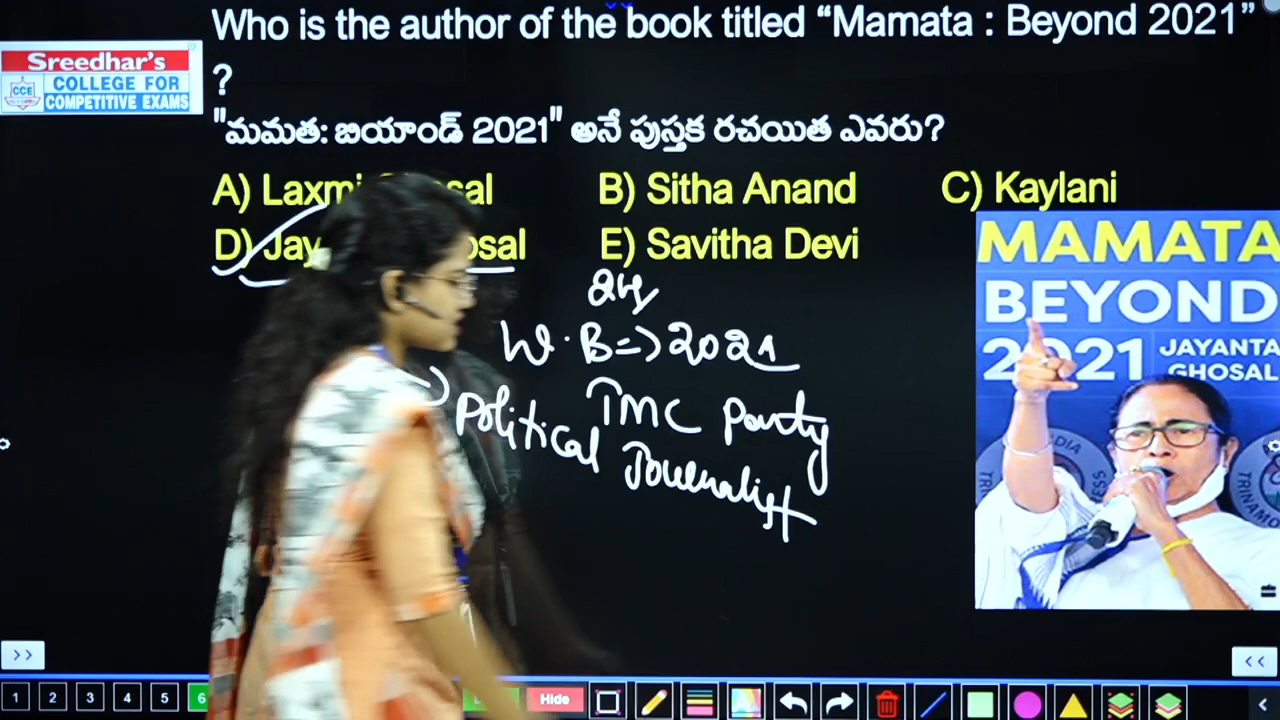 Who is the author of the book titled “Mamata : Beyond 2021”
?
Sreedhar's
CCE
COLLEGE FOR
COMPETITIVE EXAMS
"మమత: బియాండ్ 2021" అనే పుస్తక రచయిత ఎవరు?
A) Laxmi
B) Sitha Anand
C) Kaylani
D) Jay
E) Savitha Devi
24
W.B=>2021
TMC party
Political Journalist
MAMATA
BEYOND
2021
JAYANTA
GHOSAL
>>
<<
1 2 3 4 5 6
Hide